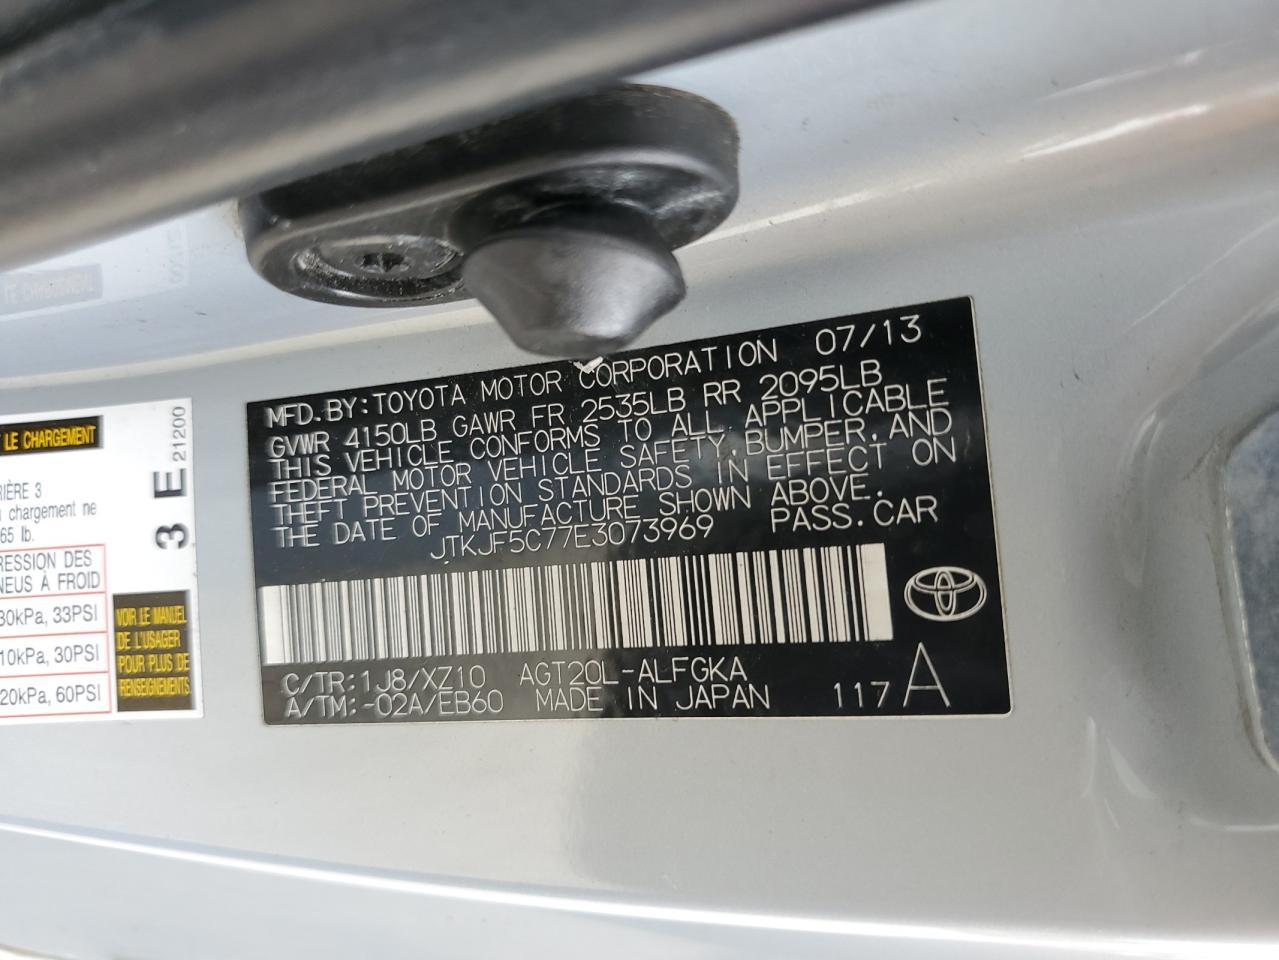 MFD.BY:TOYOTA MOTOR CORPORATION 07/13
GVWR 4150LB GAWR FR 2535LB RR 2095LB
THIS VEHICLE CONFORMS TO ALL APPLICABLE
FEDERAL MOTOR VEHICLE SAFETY,BUMPER,AND
THEFT PREVENTION STANDARDS IN EFFECT ON
THE DATE OF MANUFACTURE SHOWN ABOVE.
JTKJF5C77E3073969 PASS.CAR
C/TR:1J8/XZ10 AGT20L-ALFGKA
A/TM:-02A/EB60 MADE IN JAPAN 117 A
LE CHARGEMENT
3 E
21200
3
chargement ne
65 lb.
DES
NEUS À FROID
30kPa, 33PSI
10kPa, 30PSI
20kPa, 60PSI
VOIR LE MANUEL
DE L'USAGER
POUR PLUS DE
RENSEIGNEMENTS